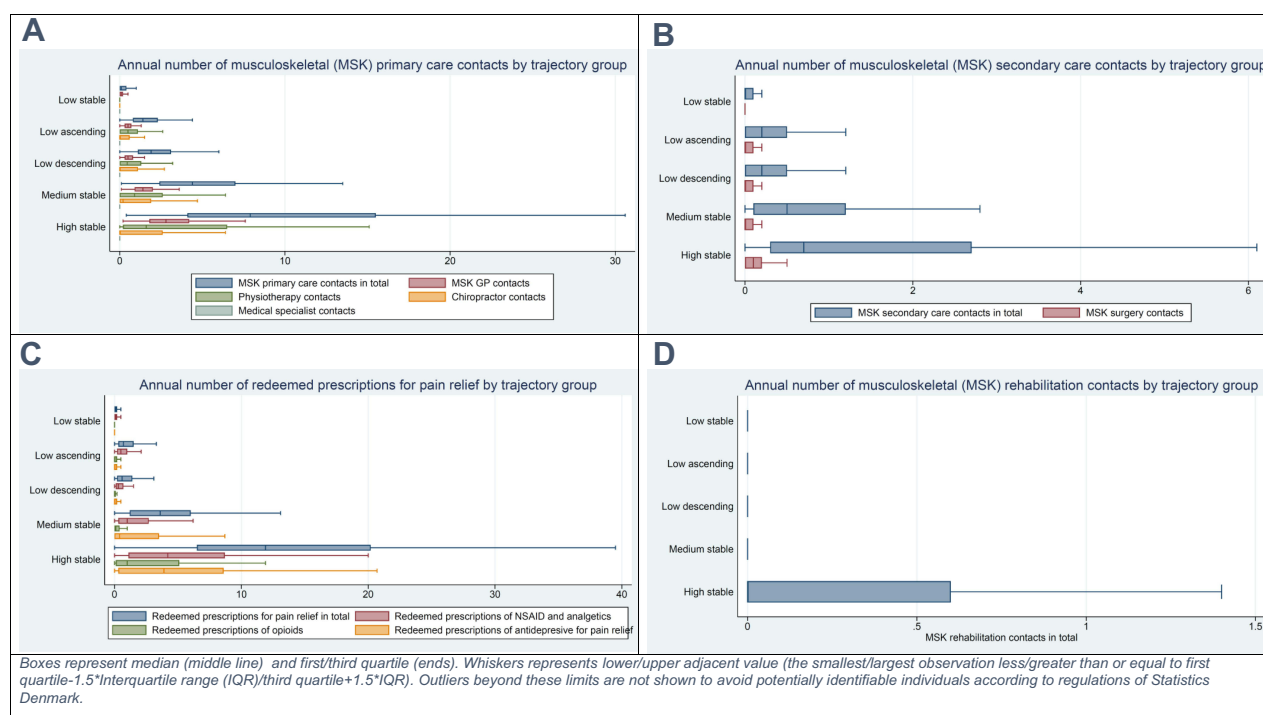 A
Annual number of musculoskeletal (MSK) primary care contacts by trajectory group
Low stable
Low ascending
Low descending
Medium stable
High stable
0 10 20 30
MSK primary care contacts in total MSK GP contacts
Physiotherapy contacts Chiropractor contacts
Medical specialist contacts
B
Annual number of musculoskeletal (MSK) secondary care contacts by trajectory group
Low stable
Low ascending
Low descending
Medium stable
High stable
0 2 4 6
MSK secondary care contacts in total MSK surgery contacts
C
Annual number of redeemed prescriptions for pain relief by trajectory group
Low stable
Low ascending
Low descending
Medium stable
High stable
0 10 20 30 40
Redeemed prescriptions for pain relief in total Redeemed prescriptions of NSAID and analgetics
Redeemed prescriptions of opioids Redeemed prescriptions of antidepresive for pain relief
D
Annual number of musculoskeletal (MSK) rehabilitation contacts by trajectory group
Low stable
Low ascending
Low descending
Medium stable
High stable
0 .5 1 1.5
MSK rehabilitation contacts in total
Boxes represent median (middle line) and first/third quartile (ends). Whiskers represents lower/upper adjacent value (the smallest/largest observation less/greater than or equal to first
quartile-1.5*Interquartile range (IQR)/third quartile+1.5*IQR). Outliers beyond these limits are not shown to avoid potentially identifiable individuals according to regulations of Statistics
Denmark.